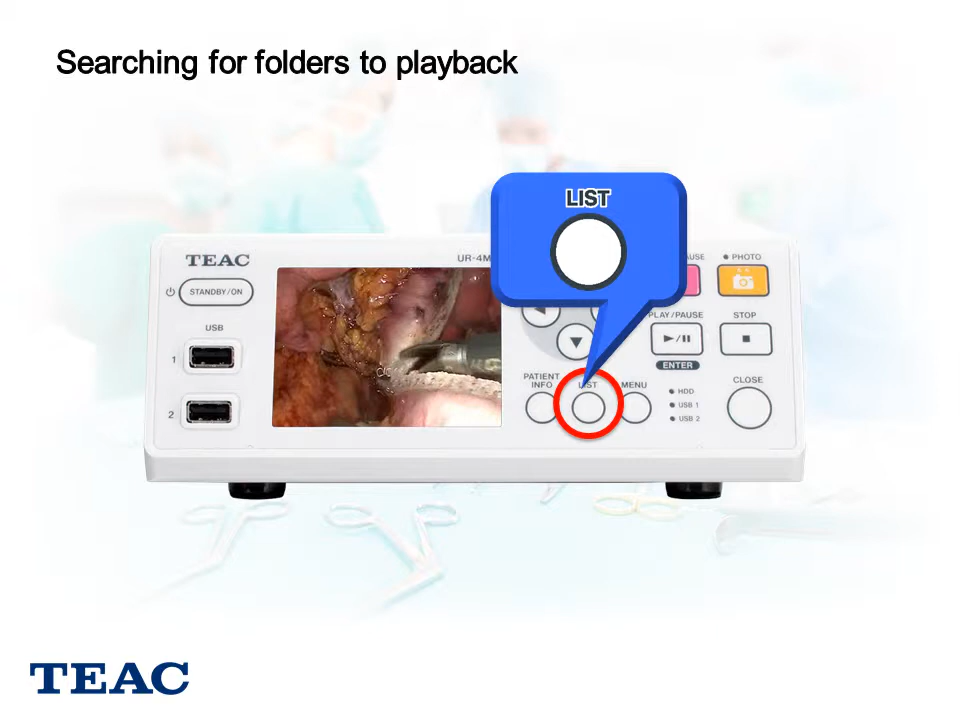 Searching for folders to playback
LIST
TEAC
UR-4M
AUSE
PHOTO
STANDBY/ON
USB
PLAY/PAUSE
STOP
1
ENTER
PATIENT
INFO
LIST
MENU
CLOSE
HDD
USB 1
2
USB 2
TEAC